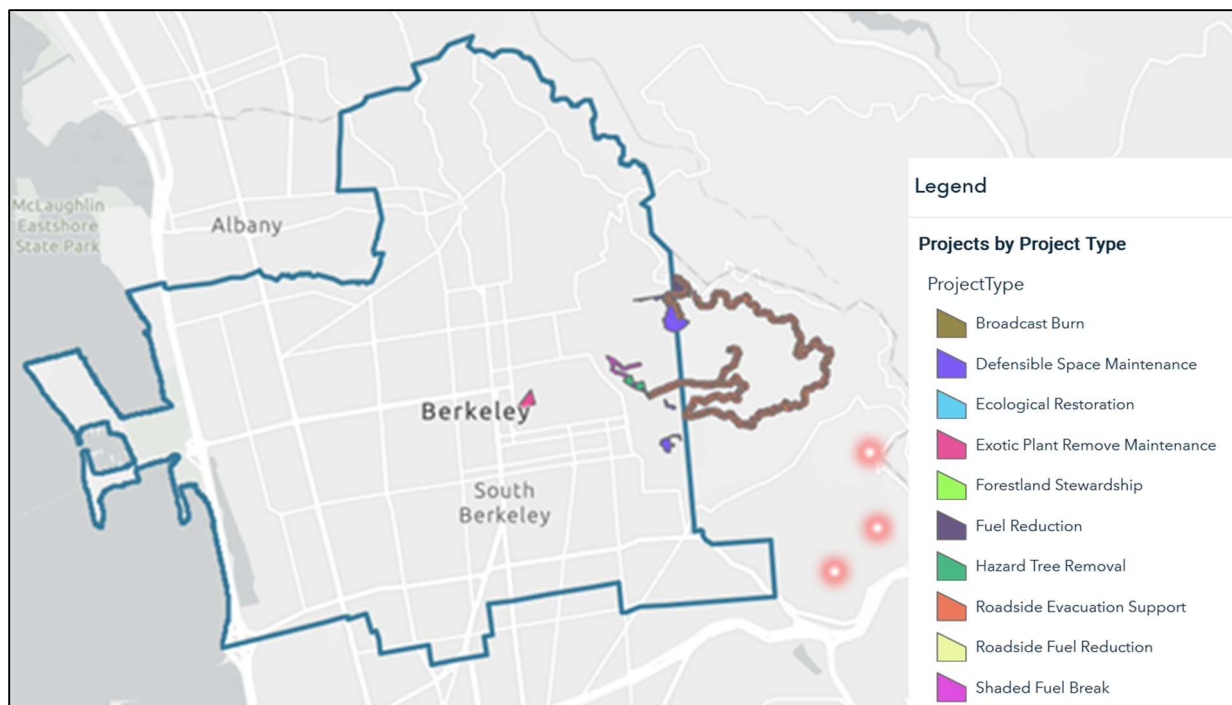 McLaughlin
Eastshore
State Park
Albany
Berkeley
South
Berkeley
Legend
Projects by Project Type
ProjectType
Broadcast Burn
Defensible Space Maintenance
Ecological Restoration
Exotic Plant Remove Maintenance
Forestland Stewardship
Fuel Reduction
Hazard Tree Removal
Roadside Evacuation Support
Roadside Fuel Reduction
Shaded Fuel Break